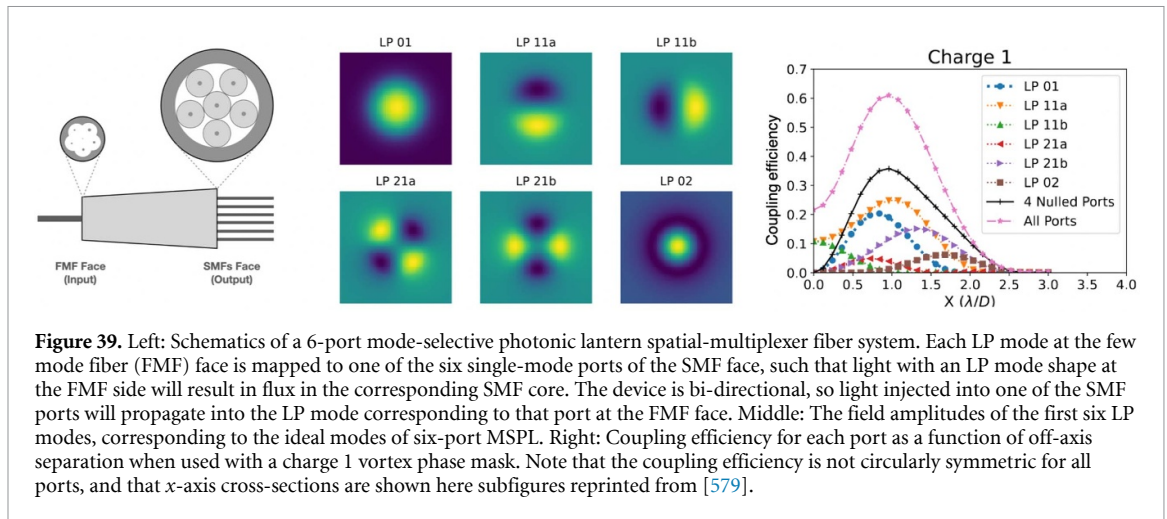 LP 01
LP 11a
LP 11b
LP 21a
LP 21b
LP 02
FMF Face
(Input)
SMFs Face
(Output)
Charge 1
Coupling efficiency
0.7
0.6
0.5
0.4
0.3
0.2
0.1
0.0
0.0
0.5
1.0
1.5
2.0
2.5
3.0
3.5
4.0
X (λ/D)
LP 01
LP 11a
LP 11b
LP 21a
LP 21b
LP 02
4 Nulled Ports
All Ports
Figure 39. Left: Schematics of a 6-port mode-selective photonic lantern spatial-multiplexer fiber system. Each LP mode at the few
mode fiber (FMF) face is mapped to one of the six single-mode ports of the SMF face, such that light with an LP mode shape at
the FMF side will result in flux in the corresponding SMF core. The device is bi-directional, so light injected into one of the SMF
ports will propagate into the LP mode corresponding to that port at the FMF face. Middle: The field amplitudes of the first six LP
modes, corresponding to the ideal modes of six-port MSPL. Right: Coupling efficiency for each port as a function of off-axis
separation when used with a charge 1 vortex phase mask. Note that the coupling efficiency is not circularly symmetric for all
ports, and that x-axis cross-sections are shown here subfigures reprinted from [579].